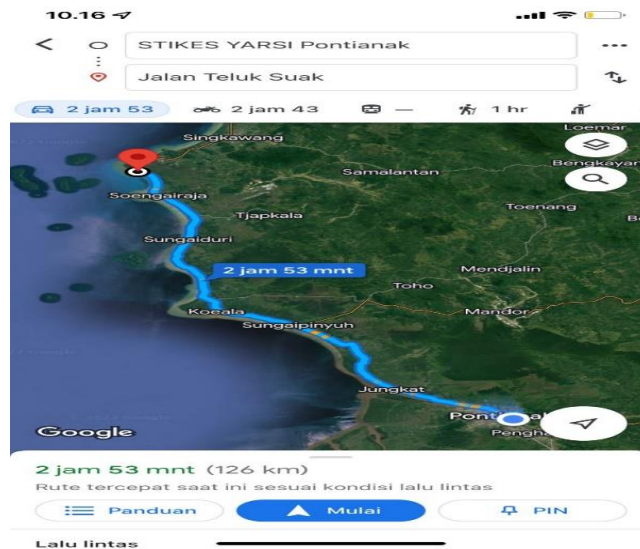 10.16
STIKES YARSI Pontianak
Jalan Teluk Suak
2 jam 53
2 jam 43
—
1 hr
Loemar
Singkawang
Bengkayan
Samalantan
Soengairaja
Toenang
Tjapkala
Sungaiduri
2 jam 53 mnt
Mendjalin
Toho
Koeala
Mandor
Sungaipinyuh
Jungkat
Google
2 jam 53 mnt (126 km)
Rute tercepat saat ini sesuai kondisi lalu lintas
Panduan
Mulai
PIN
Lalu lintas